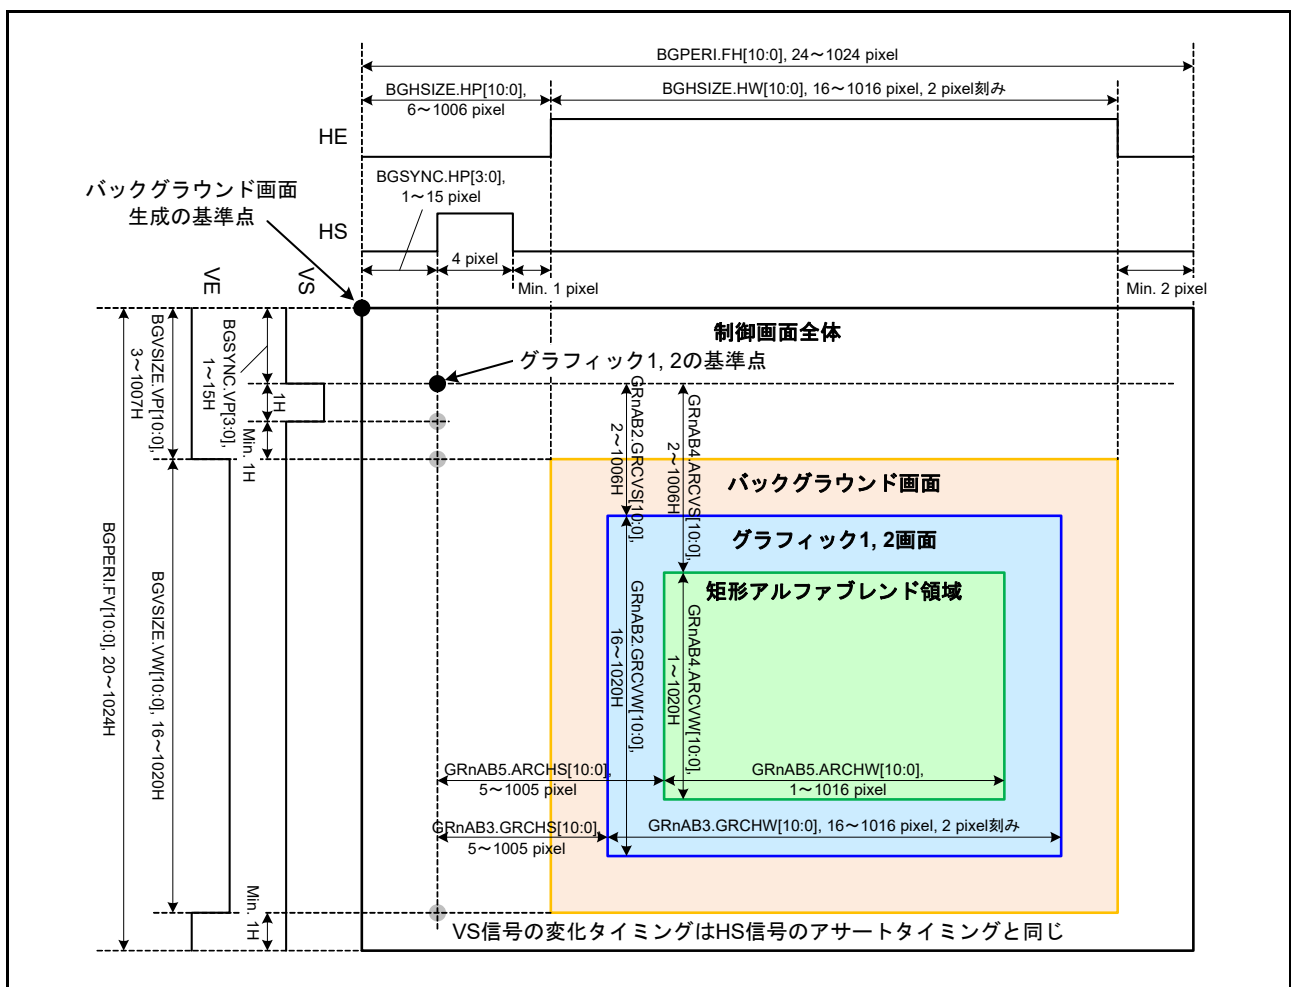 BGPERI.FH[10:0], 24～1024 pixel
BGHSIZE.HP[10:0],
6～1006 pixel
BGHSIZE.HW[10:0], 16～1016 pixel, 2 pixel刻み
HE
BGSYNC.HP[3:0],
1～15 pixel
バックグラウンド画面
生成の基準点
HS
4 pixel
Min. 1 pixel
Min. 2 pixel
VE
VS
制御画面全体
グラフィック1, 2の基準点
BGPERI.FV[10:0], 20～1024H
BGVSIZE.VP[10:0],
3～1007H
BGSYNC.VP[3:0],
1～15H
1H
Min. 1H
BGVSIZE.VW[10:0], 16～1020H
Min. 1H
GRnAB2.GRCVS[10:0],
2～1006H
GRnAB4.ARCVS[10:0],
2～1006H
バックグラウンド画面
グラフィック1, 2画面
矩形アルファブレンド領域
GRnAB2.GRCVW[10:0],
16～1020H
GRnAB4.ARCVW[10:0],
1～1020H
GRnAB5.ARCHS[10:0],
5～1005 pixel
GRnAB5.ARCHW[10:0],
1～1016 pixel
GRnAB3.GRCHS[10:0],
5～1005 pixel
GRnAB3.GRCHW[10:0], 16～1016 pixel, 2 pixel刻み
VS信号の変化タイミングはHS信号のアサートタイミングと同じ